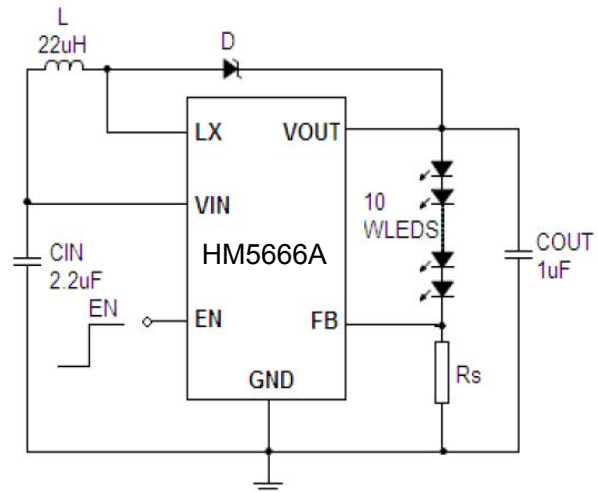 L
22uH
D
LX
VOUT
VIN
10
WLEDS
HM5666A
CIN
2.2uF
COUT
1uF
EN
EN
FB
Rs
GND